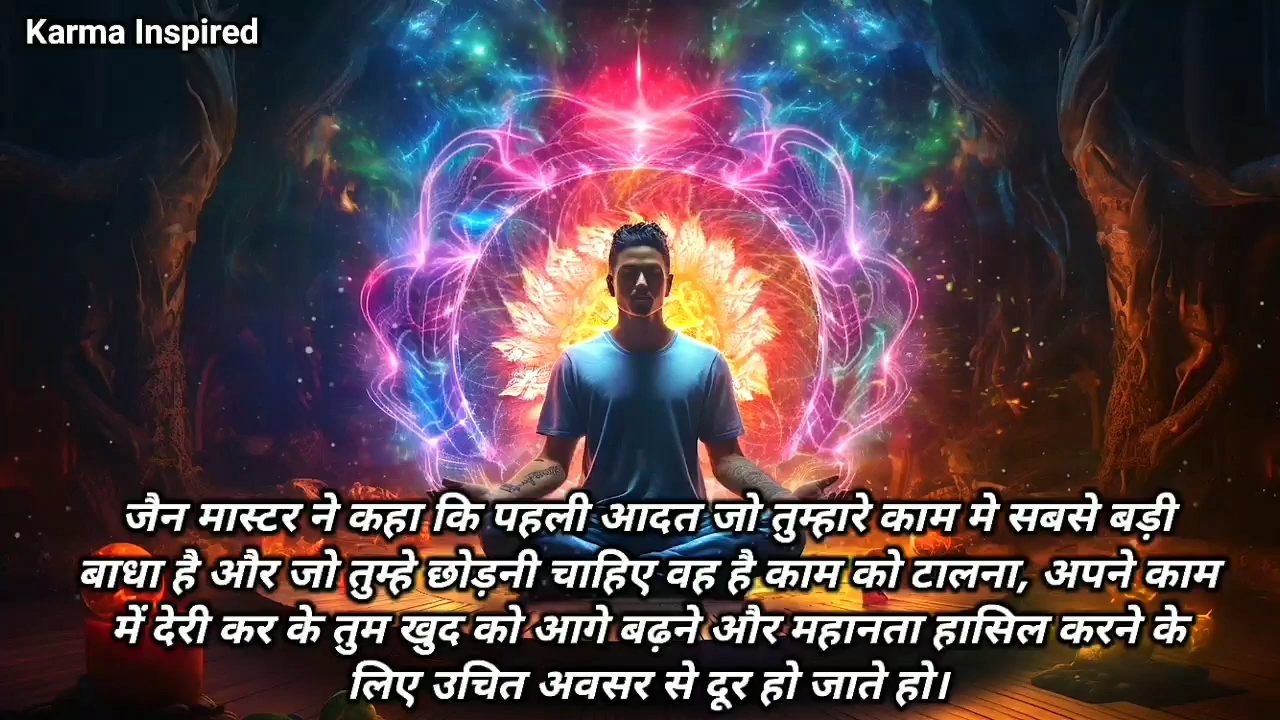 Karma Inspired
जैन मास्टर ने कहा कि पहली आदत जो तुम्हारे काम मे सबसे बड़ी
बाधा है और जो तुम्हे छोड़नी चाहिए वह है काम को टालना, अपने काम
में देरी कर के तुम खुद को आगे बढ़ने और महानता हासिल करने के
लिए उचित अवसर से दूर हो जाते हो।